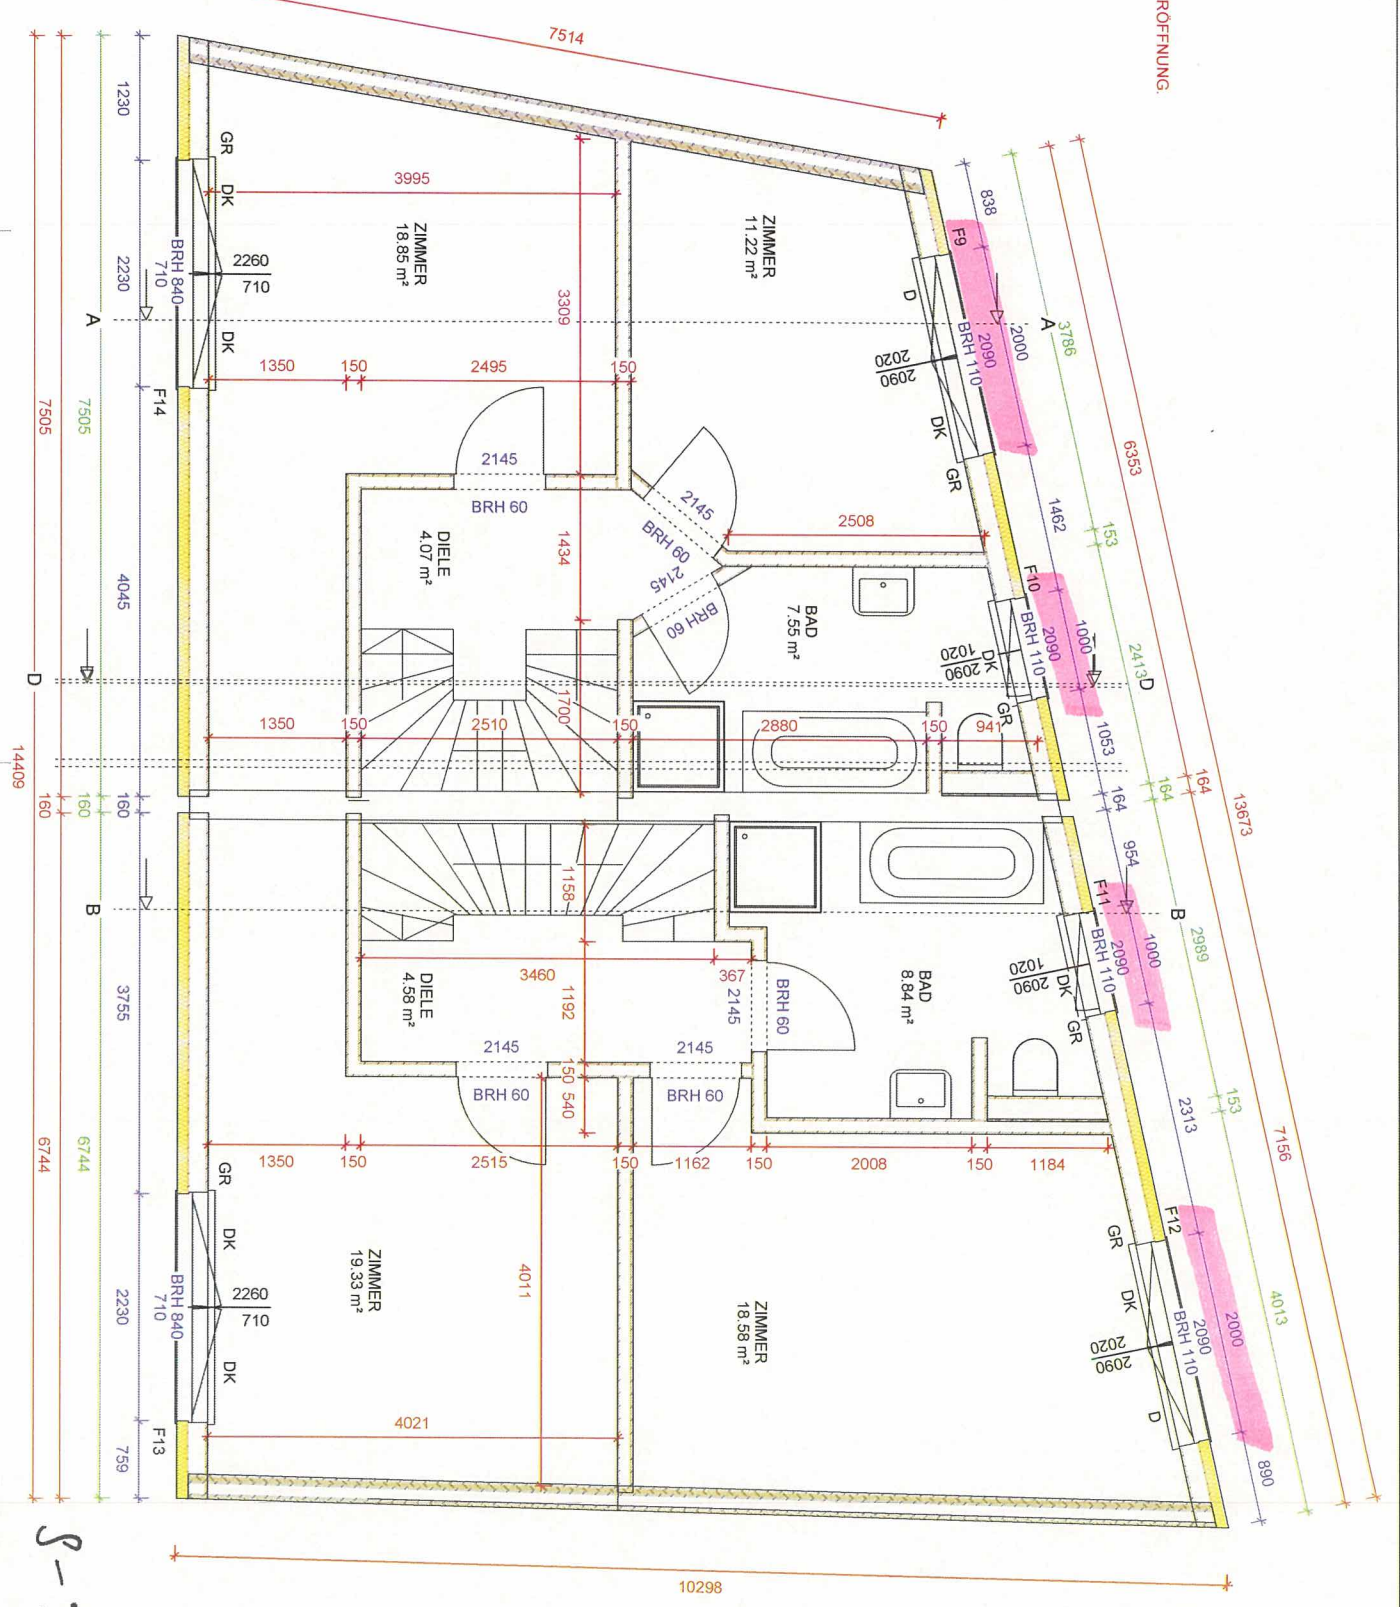 RÖFFNUNG.
7514
838
2000
1462
1000
1053
164
954
1000
2313
2000
890
3786
153
2413
164
2989
153
4013
6353
164
7156
13673
A
D
B
F9
BRH 110
2090
2020
2090
D
DK
GR
F10
BRH 110
2090
1020
2090
DK
GR
F11
BRH 110
2090
1020
2090
DK
GR
F12
BRH 110
2090
2020
2090
GR
DK
D
ZIMMER
11.22 m²
ZIMMER
18.85 m²
3995
3309
1350
150
2495
150
2145
BRH 60
2145
BRH 60
2145
BRH 60
2508
1434
DIELE
4.07 m²
BAD
7.55 m²
1700
1350
150
2510
150
2880
150
941
1158
3460
367
1192
DIELE
4.58 m²
BAD
8.84 m²
2145
BRH 60
2145
BRH 60
2145
BRH 60
150
540
1350
150
2515
150
1162
150
2008
150
1184
4011
ZIMMER
19.33 m²
ZIMMER
18.58 m²
4021
GR
DK
2260
710
BRH 840
710
DK
F14
GR
DK
2260
710
BRH 840
710
DK
F13
1230
2230
4045
160
3755
2230
759
A
B
D
7505
160
6744
7505
160
6744
14409
10298